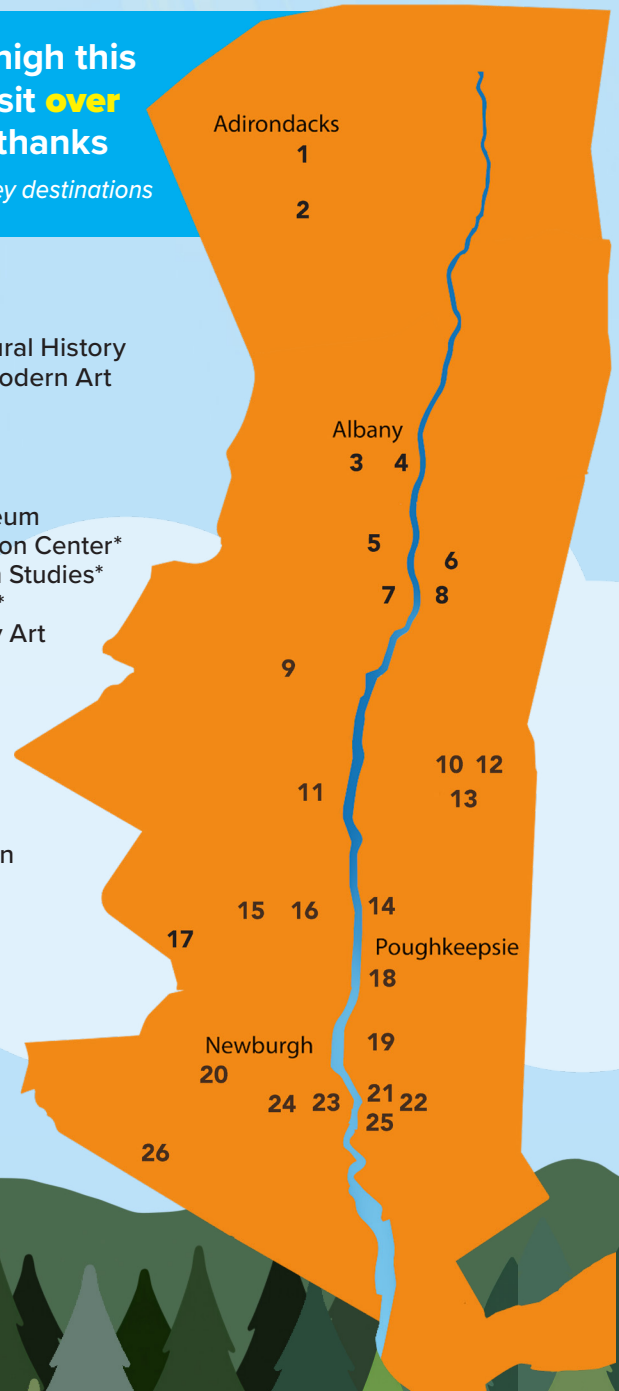 high this
sit over
thanks
ey destinations
ural History
odern Art
eum
on Center*
n Studies*
*
y Art
n
Adirondacks
1
2
Albany
3 4
5
6
7 8
9
10 12
11
13
14
15 16
17
Poughkeepsie
18
19
Newburgh
20
21
22
24 23
25
26